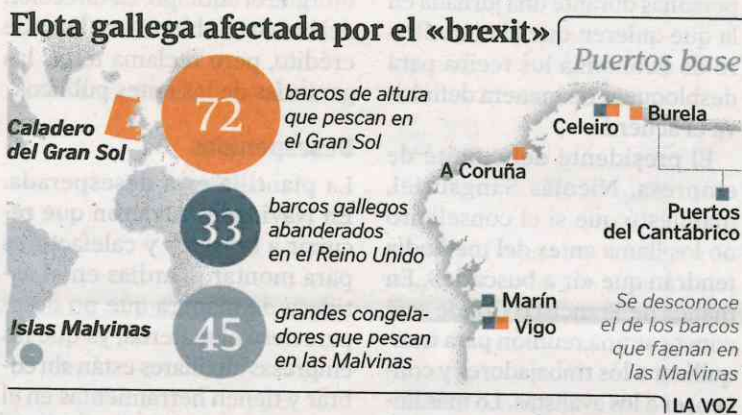 Flota gallega afectada por el «brexit»
Puertos base
72
barcos de altura
que pescan en
el Gran Sol
Caladero
del Gran Sol
33
barcos gallegos
abanderados
en el Reino Unido
Islas Malvinas
45
grandes congela-
dores que pescan
en las Malvinas
Burela
Celeiro
A Coruña
Puertos
del Cantábrico
Marín
Vigo
Se desconoce
el de los barcos
que faenan en
las Malvinas
LA VOZ